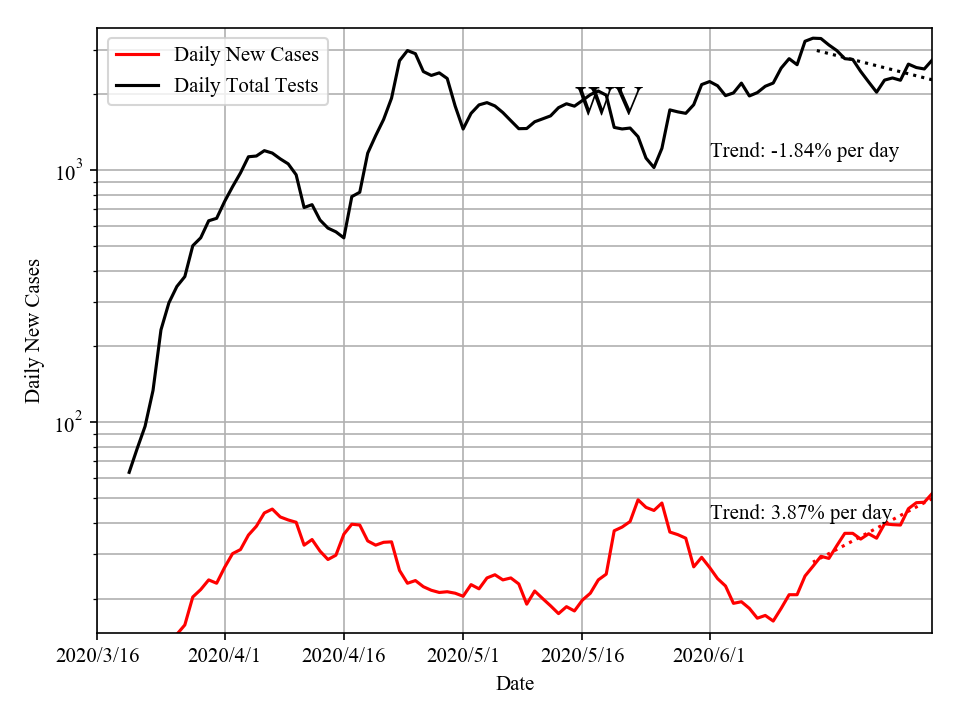 Daily New Cases
Daily Total Tests
WV
Trend: -1.84% per day
10^3
Daily New Cases
10^2
Trend: 3.87% per day
2020/3/16 2020/4/1 2020/4/16 2020/5/1 2020/5/16 2020/6/1
Date